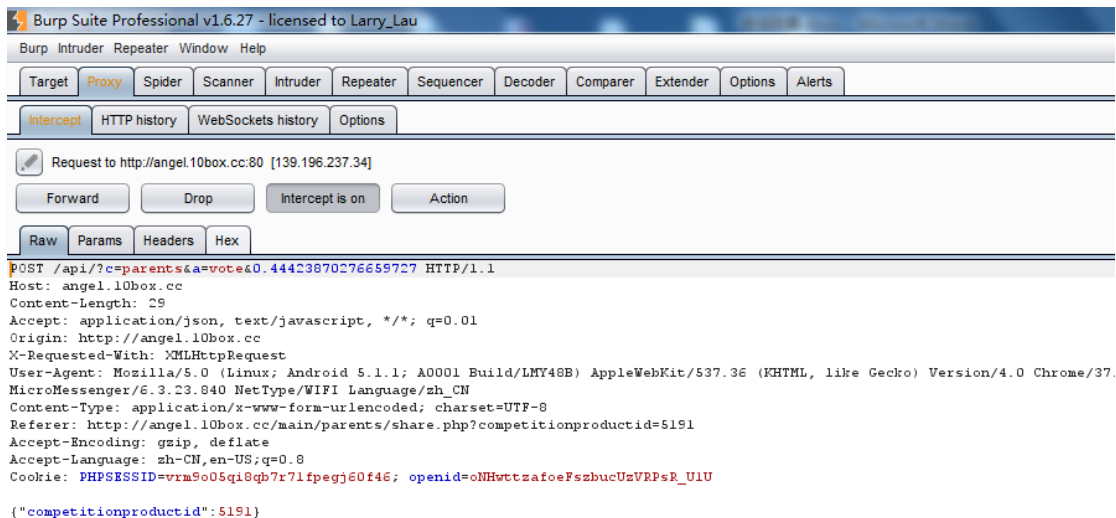 Burp Suite Professional v1.6.27 - licensed to Larry_Lau
Burp Intruder Repeater Window Help
Target Proxy Spider Scanner Intruder Repeater Sequencer Decoder Comparer Extender Options Alerts
Intercept HTTP history WebSockets history Options
Request to http://angel.10box.cc:80 [139.196.237.34]
Forward Drop Intercept is on Action
Raw Params Headers Hex
POST /api/?c=parents&a=vote&0.44423870276659727 HTTP/1.1
Host: angel.10box.cc
Content-Length: 29
Accept: application/json, text/javascript, */*; q=0.01
Origin: http://angel.10box.cc
X-Requested-With: XMLHttpRequest
User-Agent: Mozilla/5.0 (Linux; Android 5.1.1; A0001 Build/LMY48B) AppleWebKit/537.36 (KHTML, like Gecko) Version/4.0 Chrome/37.
MicroMessenger/6.3.23.840 NetType/WIFI Language/zh_CN
Content-Type: application/x-www-form-urlencoded; charset=UTF-8
Referer: http://angel.10box.cc/main/parents/share.php?competitionproductid=5191
Accept-Encoding: gzip, deflate
Accept-Language: zh-CN,en-US;q=0.8
Cookie: PHPSESSID=vrm9o05qi8qb7r71fpegj60f46; openid=oNHwttzafoeFszbucUzVRPsR_U1U
{"competitionproductid":5191}